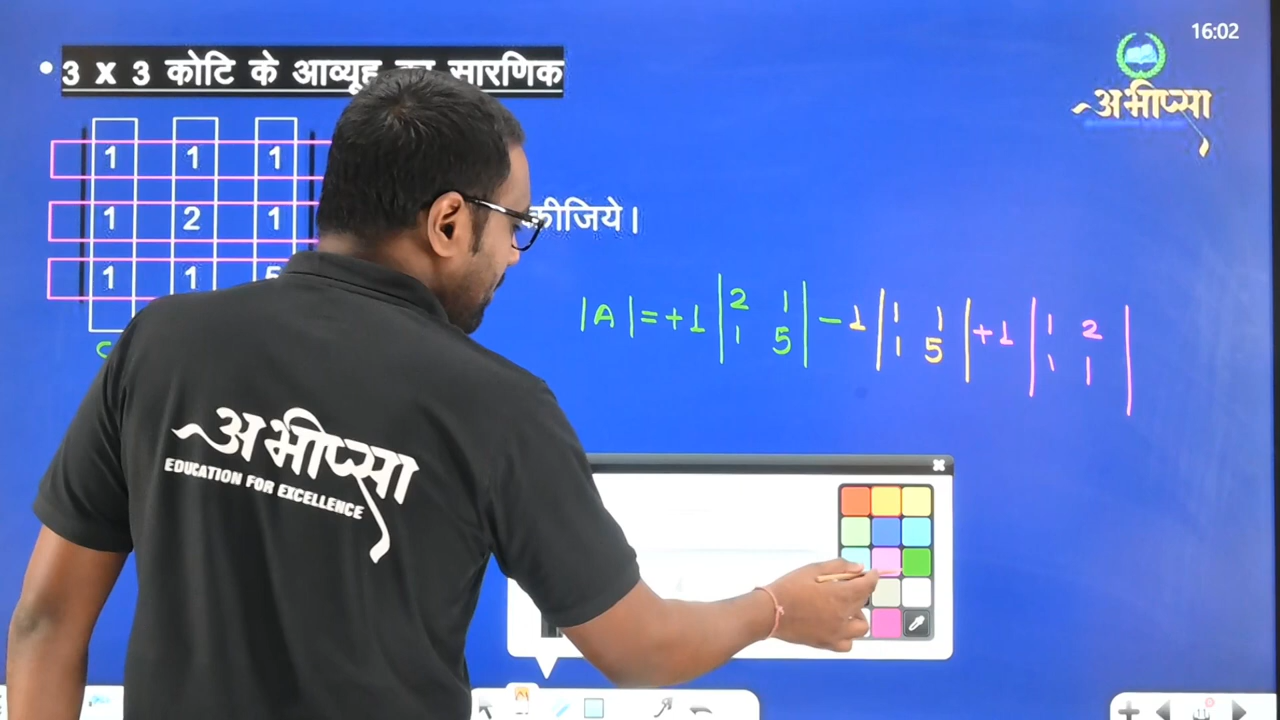 16:02
• 3 x 3 कोटि के आव्यूह का सारणिक
अभीप्सा
1 1 1
1 2 1
कीजिये।
1 1 5
|A| = +1 |2 1| - 1 |1 1| + 1 |1 2|
|1 5| |1 5| |1 1|
अभीप्सा
EDUCATION FOR EXCELLENCE